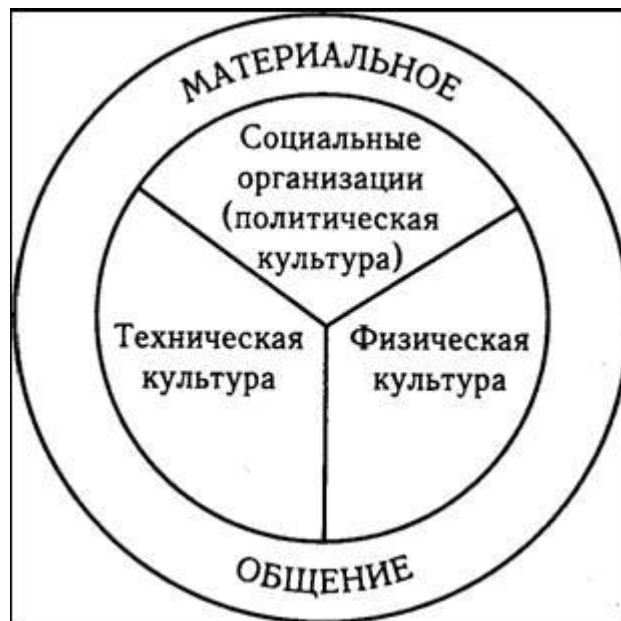 МАТЕРИАЛЬНОЕ
Социальные
организации
(политическая
культура)
Техническая
культура
Физическая
культура
ОБЩЕНИЕ